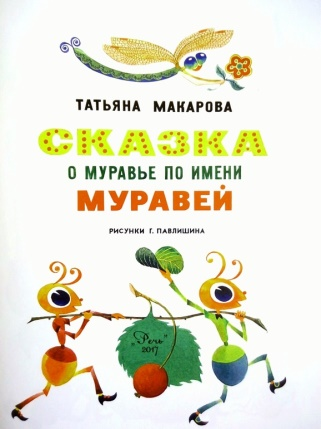 ТАТЬЯНА МАКАРОВА
СКАЗКА
О МУРАВЬЕ ПО ИМЕНИ
МУРАВЕЙ
РИСУНКИ Г. ПАВЛИШИНА
„Речь"
2017